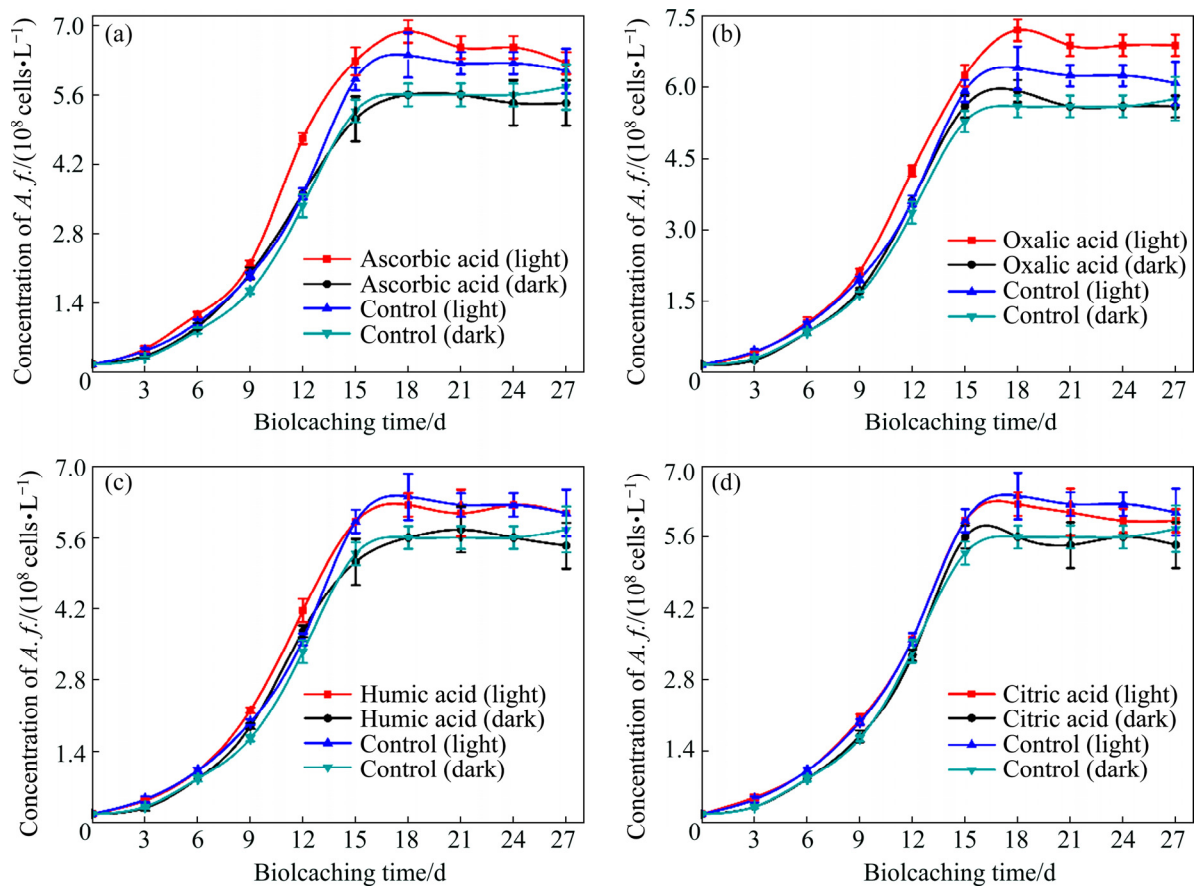 (a)
Concentration of A. f./(10⁸ cells•L⁻¹)
7.0
5.6
4.2
2.8
1.4
Ascorbic acid (light)
Ascorbic acid (dark)
Control (light)
Control (dark)
0 3 6 9 12 15 18 21 24 27
Biolcaching time/d
(b)
Concentration of A. f./(10⁸ cells•L⁻¹)
7.5
6.0
4.5
3.0
1.5
Oxalic acid (light)
Oxalic acid (dark)
Control (light)
Control (dark)
0 3 6 9 12 15 18 21 24 27
Biolcaching time/d
(c)
Concentration of A. f./(10⁸ cells•L⁻¹)
7.0
5.6
4.2
2.8
1.4
Humic acid (light)
Humic acid (dark)
Control (light)
Control (dark)
0 3 6 9 12 15 18 21 24 27
Biolcaching time/d
(d)
Concentration of A. f./(10⁸ cells•L⁻¹)
7.0
5.6
4.2
2.8
1.4
Citric acid (light)
Citric acid (dark)
Control (light)
Control (dark)
0 3 6 9 12 15 18 21 24 27
Biolcaching time/d